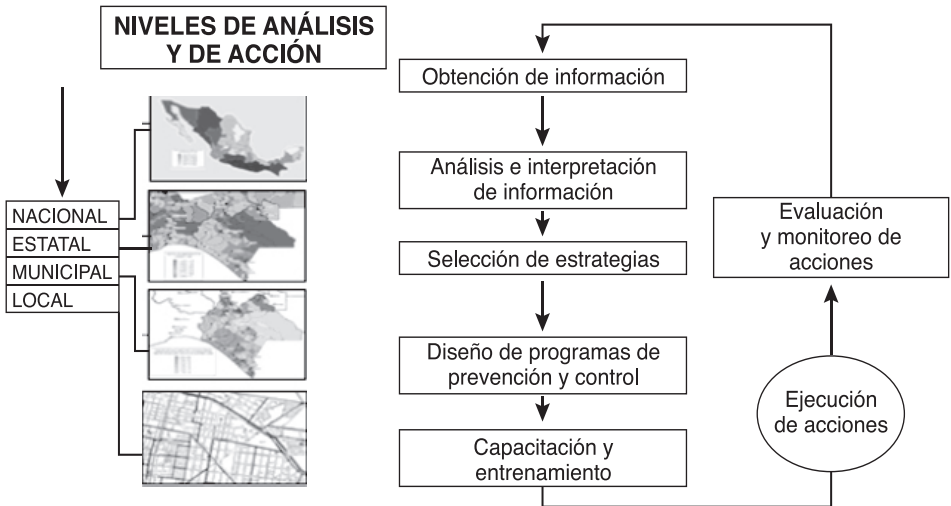 NIVELES DE ANÁLISIS
Y DE ACCIÓN
NACIONAL
ESTATAL
MUNICIPAL
LOCAL
Obtención de información
Análisis e interpretación
de información
Selección de estrategias
Diseño de programas de
prevención y control
Capacitación y
entrenamiento
Evaluación
y monitoreo de
acciones
Ejecución
de acciones